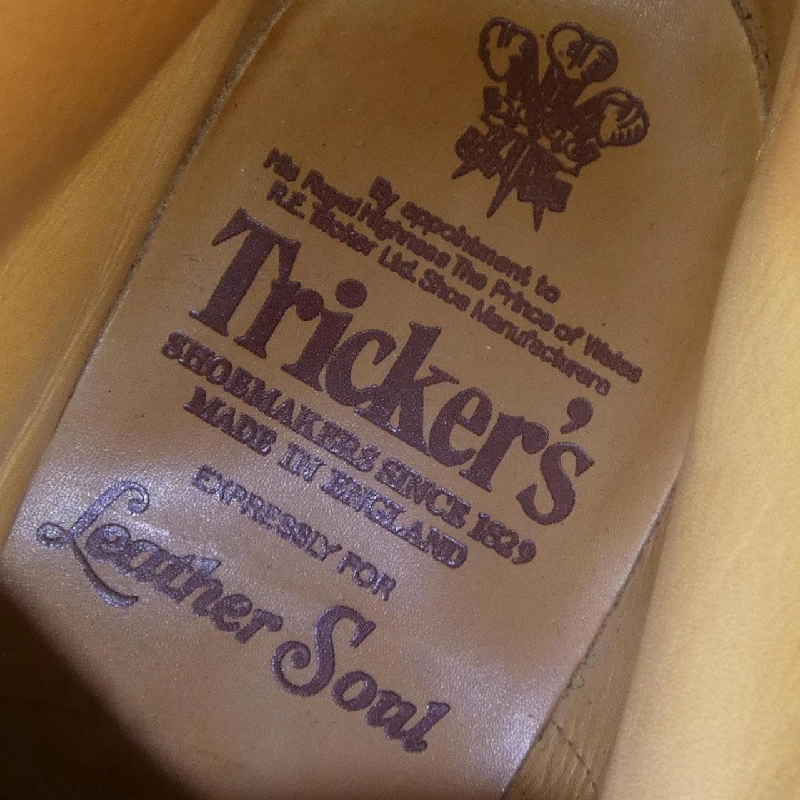 By appointment to
His Royal Highness The Prince of Wales
R.E. Tricker Ltd. Shoe Manufacturers
Tricker's
SHOEMAKERS SINCE 1829
MADE IN ENGLAND
EXPRESSLY FOR
Leather Soul